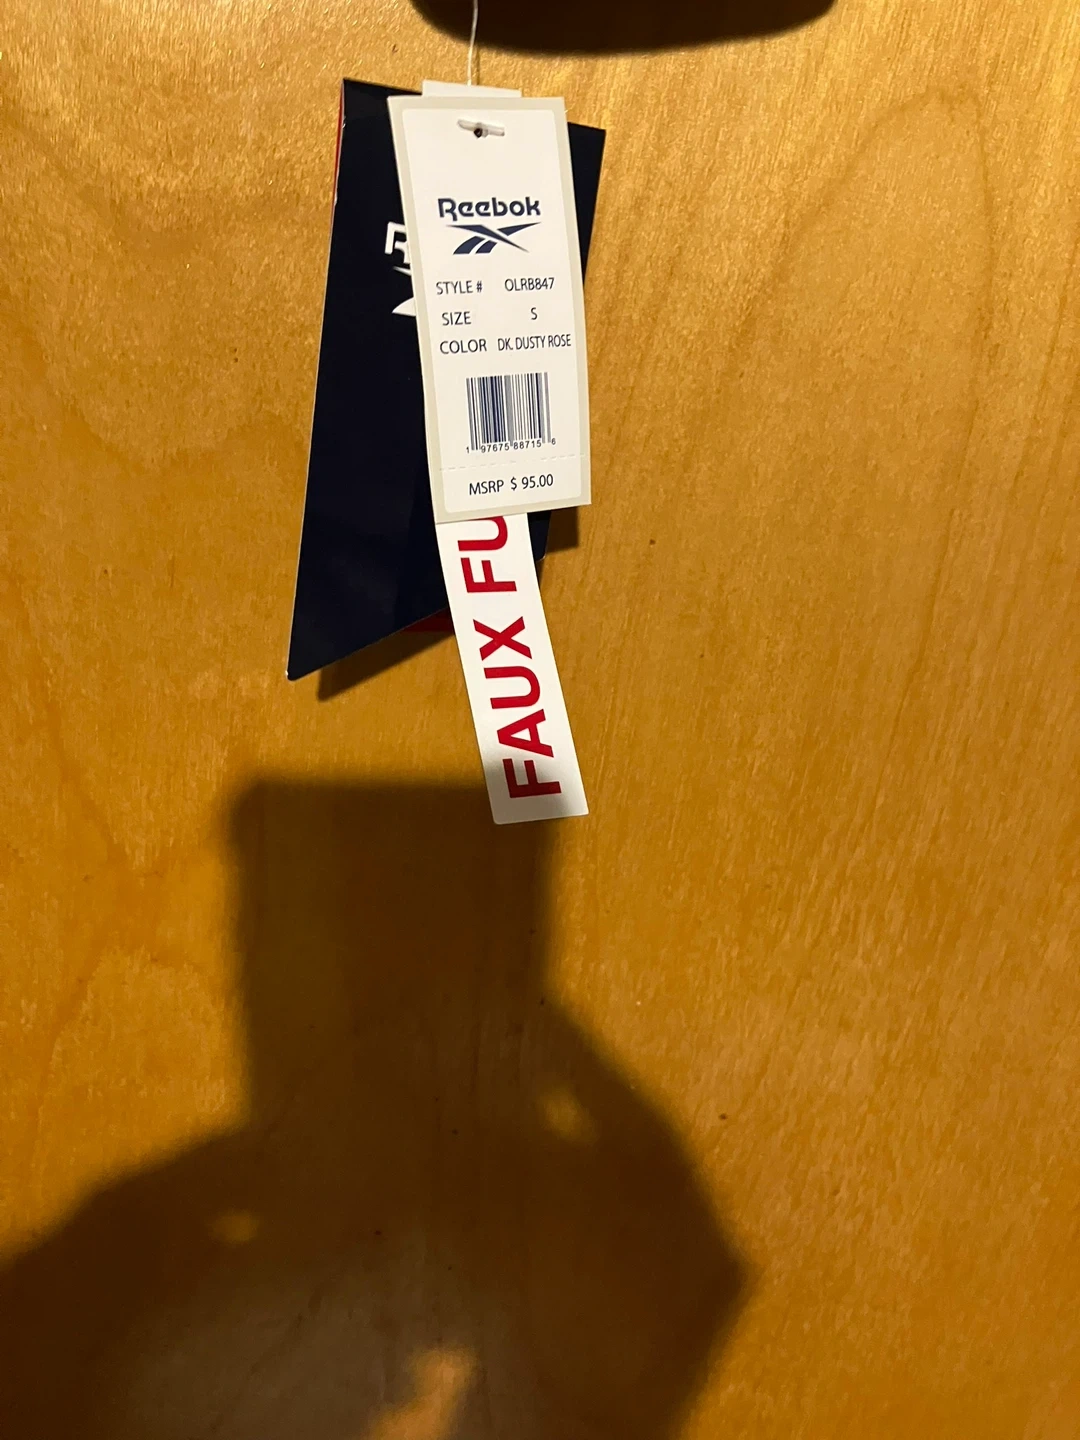 Reebok
STYLE # OLRB847
SIZE S
COLOR DK. DUSTY ROSE
1 97675 88715 6
MSRP $ 95.00
FAUX FU
R